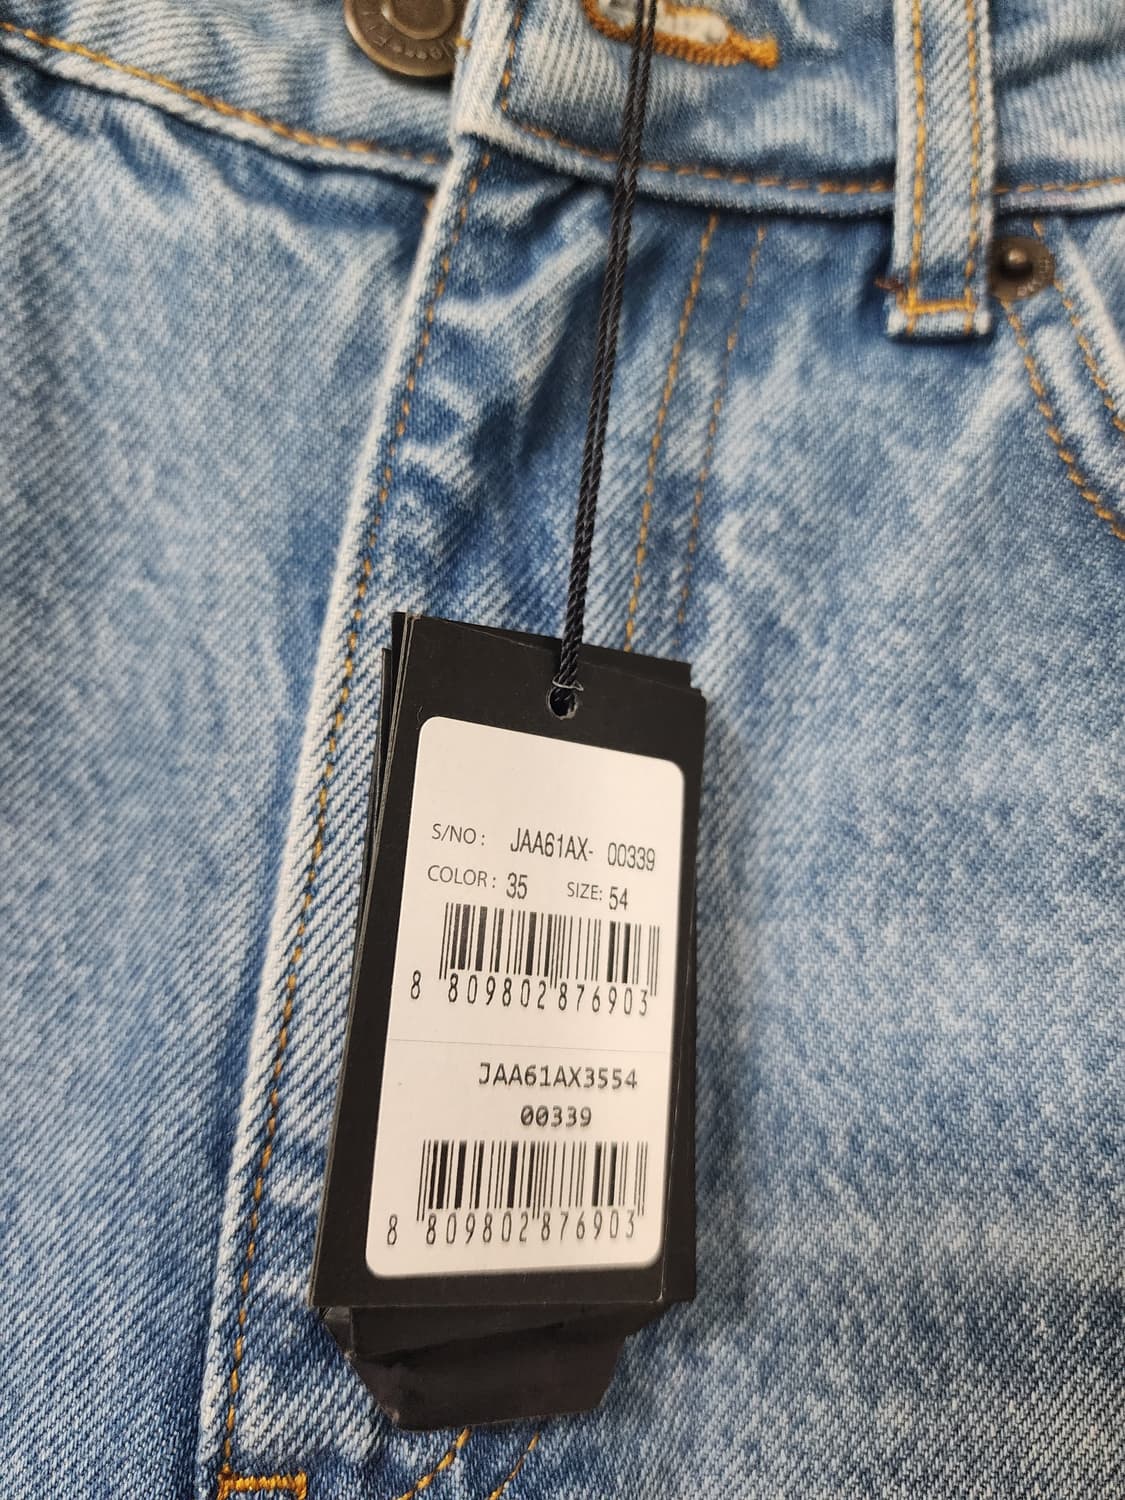 S/NO: JAA61AX- 00339
COLOR: 35 SIZE: 54
8 809802 876903
JAA61AX3554
00339
8 809802 876903